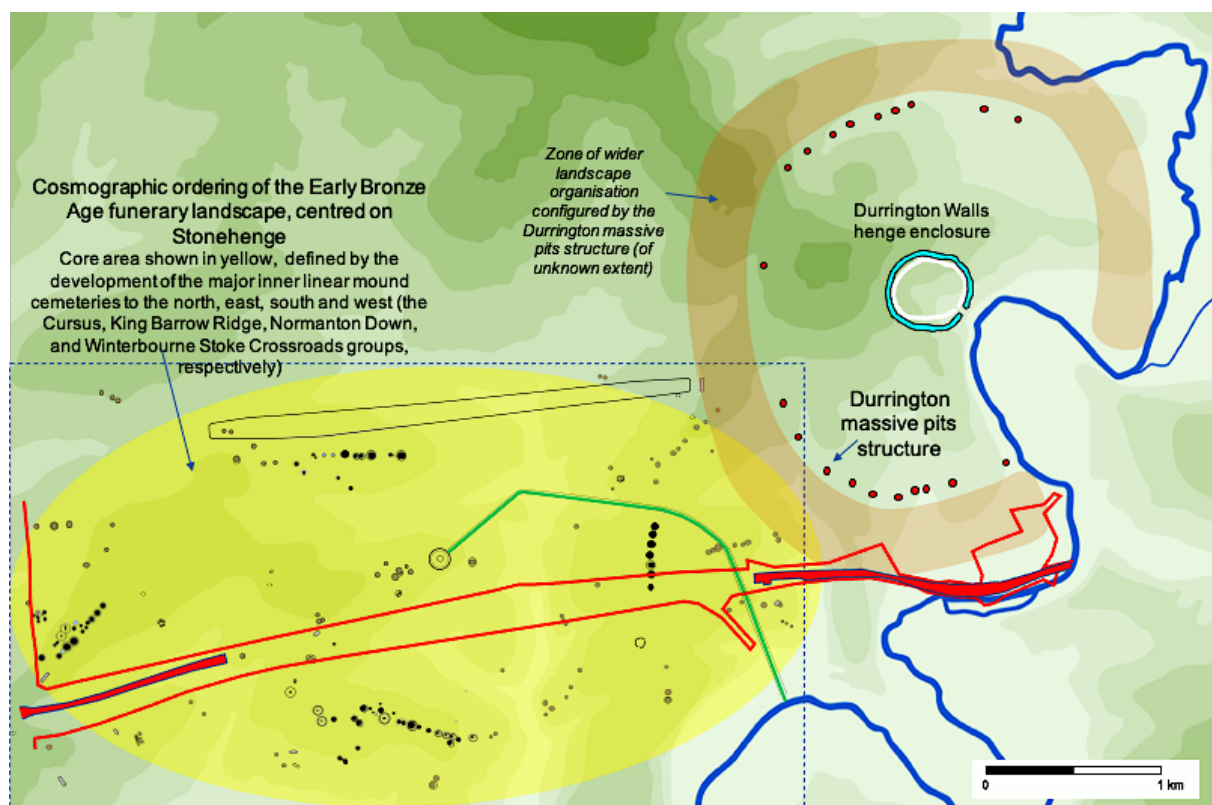 Cosmographic ordering of the Early Bronze
Age funerary landscape, centred on
Stonehenge
Core area shown in yellow, defined by the
development of the major inner linear mound
cemeteries to the north, east, south and west (the
Cursus, King Barrow Ridge, Normanton Down,
and Winterbourne Stoke Crossroads groups,
respectively)
Zone of wider
landscape
organisation
configured by the
Durrington massive
pits structure (of
unknown extent)
Durrington Walls
henge enclosure
Durrington
massive pits
structure
0 1 km